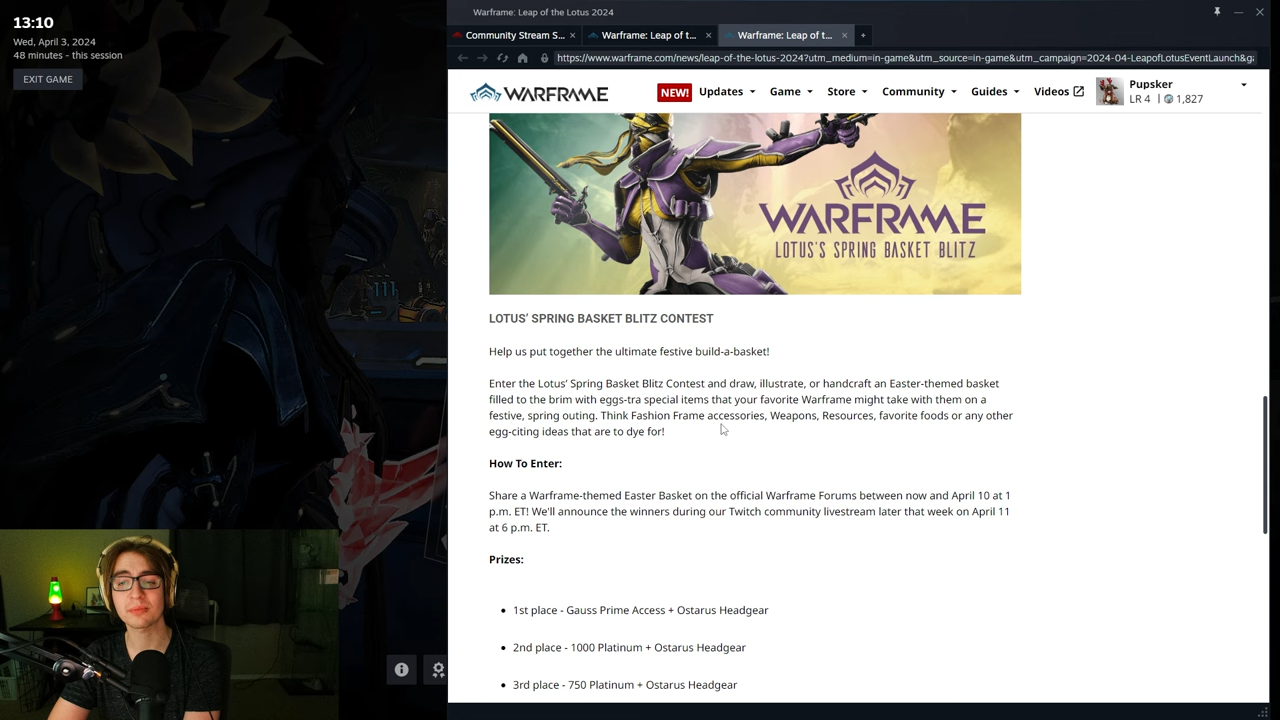 13:10
Wed, April 3, 2024
48 minutes - this session
EXIT GAME
Warframe: Leap of the Lotus 2024
Community Stream S...
Warframe: Leap of t...
Warframe: Leap of t...
https://www.warframe.com/news/leap-of-the-lotus-2024?utm_medium=in-game&utm_source=in-game&utm_campaign=2024-04-LeapofLotusEventLaunch&g
WARFRAME
NEW!
Updates
Game
Store
Community
Guides
Videos
Pupsker
LR 4 | 1,827
WARFRAME
LOTUS'S SPRING BASKET BLITZ
LOTUS' SPRING BASKET BLITZ CONTEST
Help us put together the ultimate festive build-a-basket!
Enter the Lotus' Spring Basket Blitz Contest and draw, illustrate, or handcraft an Easter-themed basket
filled to the brim with eggs-tra special items that your favorite Warframe might take with them on a
festive, spring outing. Think Fashion Frame accessories, Weapons, Resources, favorite foods or any other
egg-citing ideas that are to dye for!
How To Enter:
Share a Warframe-themed Easter Basket on the official Warframe Forums between now and April 10 at 1
p.m. ET! We'll announce the winners during our Twitch community livestream later that week on April 11
at 6 p.m. ET.
Prizes:
• 1st place - Gauss Prime Access + Ostarus Headgear
• 2nd place - 1000 Platinum + Ostarus Headgear
• 3rd place - 750 Platinum + Ostarus Headgear